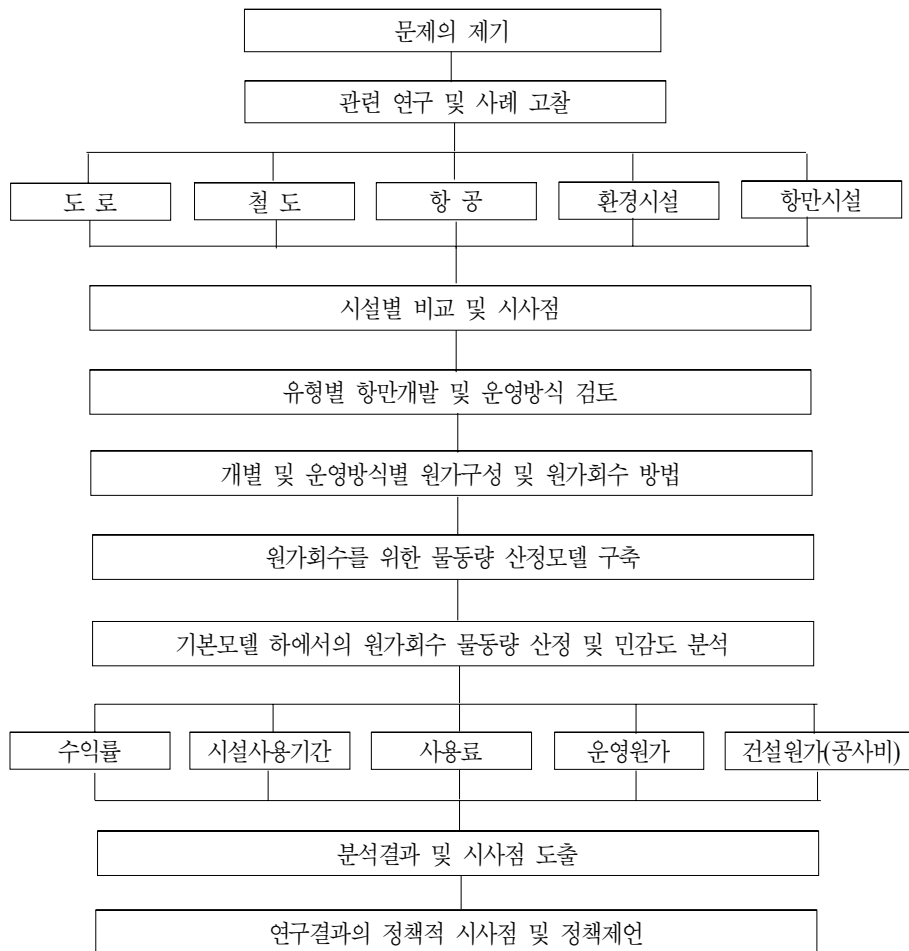 문제의 제기
관련 연구 및 사례 고찰
도 로
철 도
항 공
환경시설
항만시설
시설별 비교 및 시사점
유형별 항만개발 및 운영방식 검토
개별 및 운영방식별 원가구성 및 원가회수 방법
원가회수를 위한 물동량 산정모델 구축
기본모델 하에서의 원가회수 물동량 산정 및 민감도 분석
수익률
시설사용기간
사용료
운영원가
건설원가(공사비)
분석결과 및 시사점 도출
연구결과의 정책적 시사점 및 정책제언